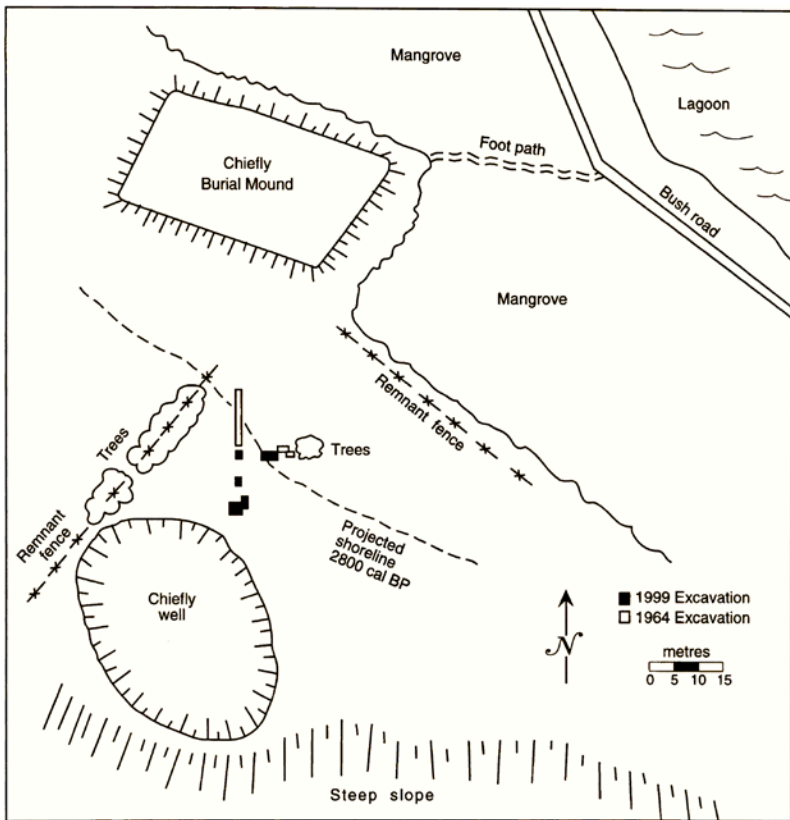 Mangrove
Lagoon
Foot path
Chiefly
Burial Mound
Bush road
Mangrove
Remnant fence
Trees
Trees
Remnant
fence
Projected
shoreline
2800 cal BP
Chiefly
well
1999 Excavation
1964 Excavation
N
metres
0 5 10 15
Steep slope